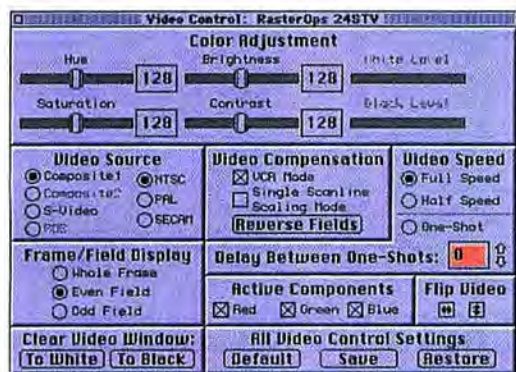 Video Control: RasterOps 24STV
Color Adjustment
Hue
128
Brightness
128
White Level
Saturation
128
Contrast
128
Black Level
Video Source
Composite1
Composite2
S-Video
NTSC
PAL
SECAM
Video Compensation
VCR Mode
Single Scanline
Scaling Mode
Reverse Fields
Video Speed
Full Speed
Half Speed
One-Shot
Frame/Field Display
Whole Frame
Even Field
Odd Field
Delay Between One-Shots: 0
Active Components
Red Green Blue
Flip Video
Clear Video Window:
To White To Black
All Video Control Settings
Default Save Restore